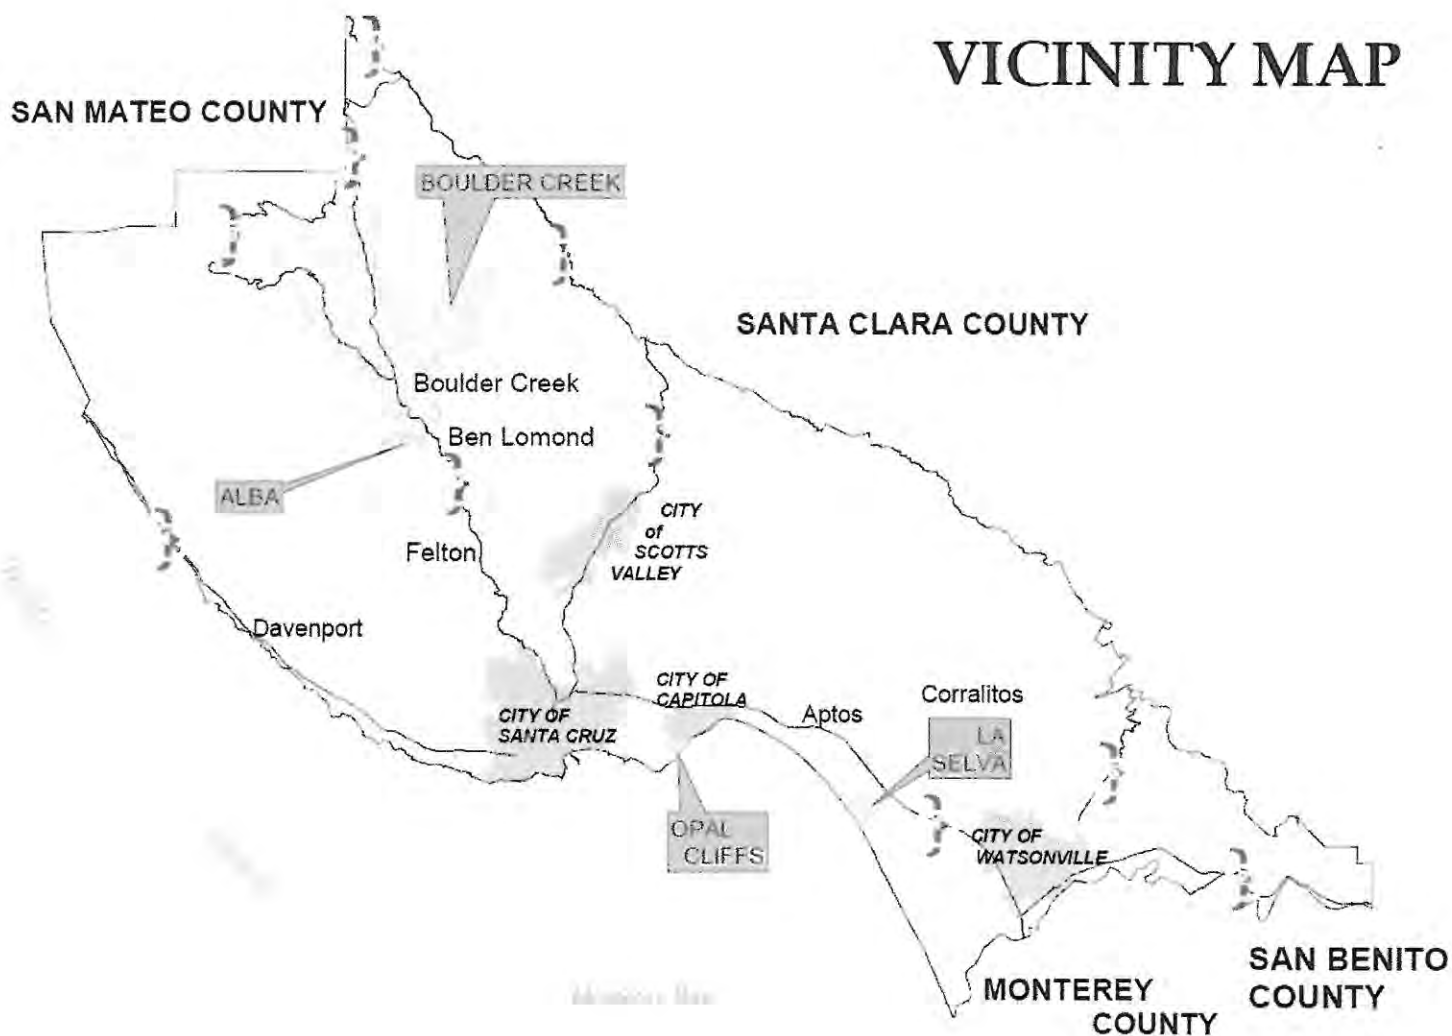 VICINITY MAP
SAN MATEO COUNTY
BOULDER CREEK
SANTA CLARA COUNTY
Boulder Creek
Ben Lomond
ALBA
CITY
of
SCOTTS
VALLEY
Felton
Davenport
CITY OF
CAPITOLA
Corralitos
Aptos
CITY OF
SANTA CRUZ
LA
SELVA
OPAL
CLIFFS
CITY OF
WATSONVILLE
SAN BENITO
COUNTY
MONTEREY
COUNTY